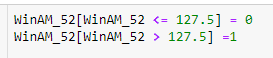 WinAM_52[WinAM_52 <= 127.5] = 0
WinAM_52[WinAM_52 > 127.5] =1